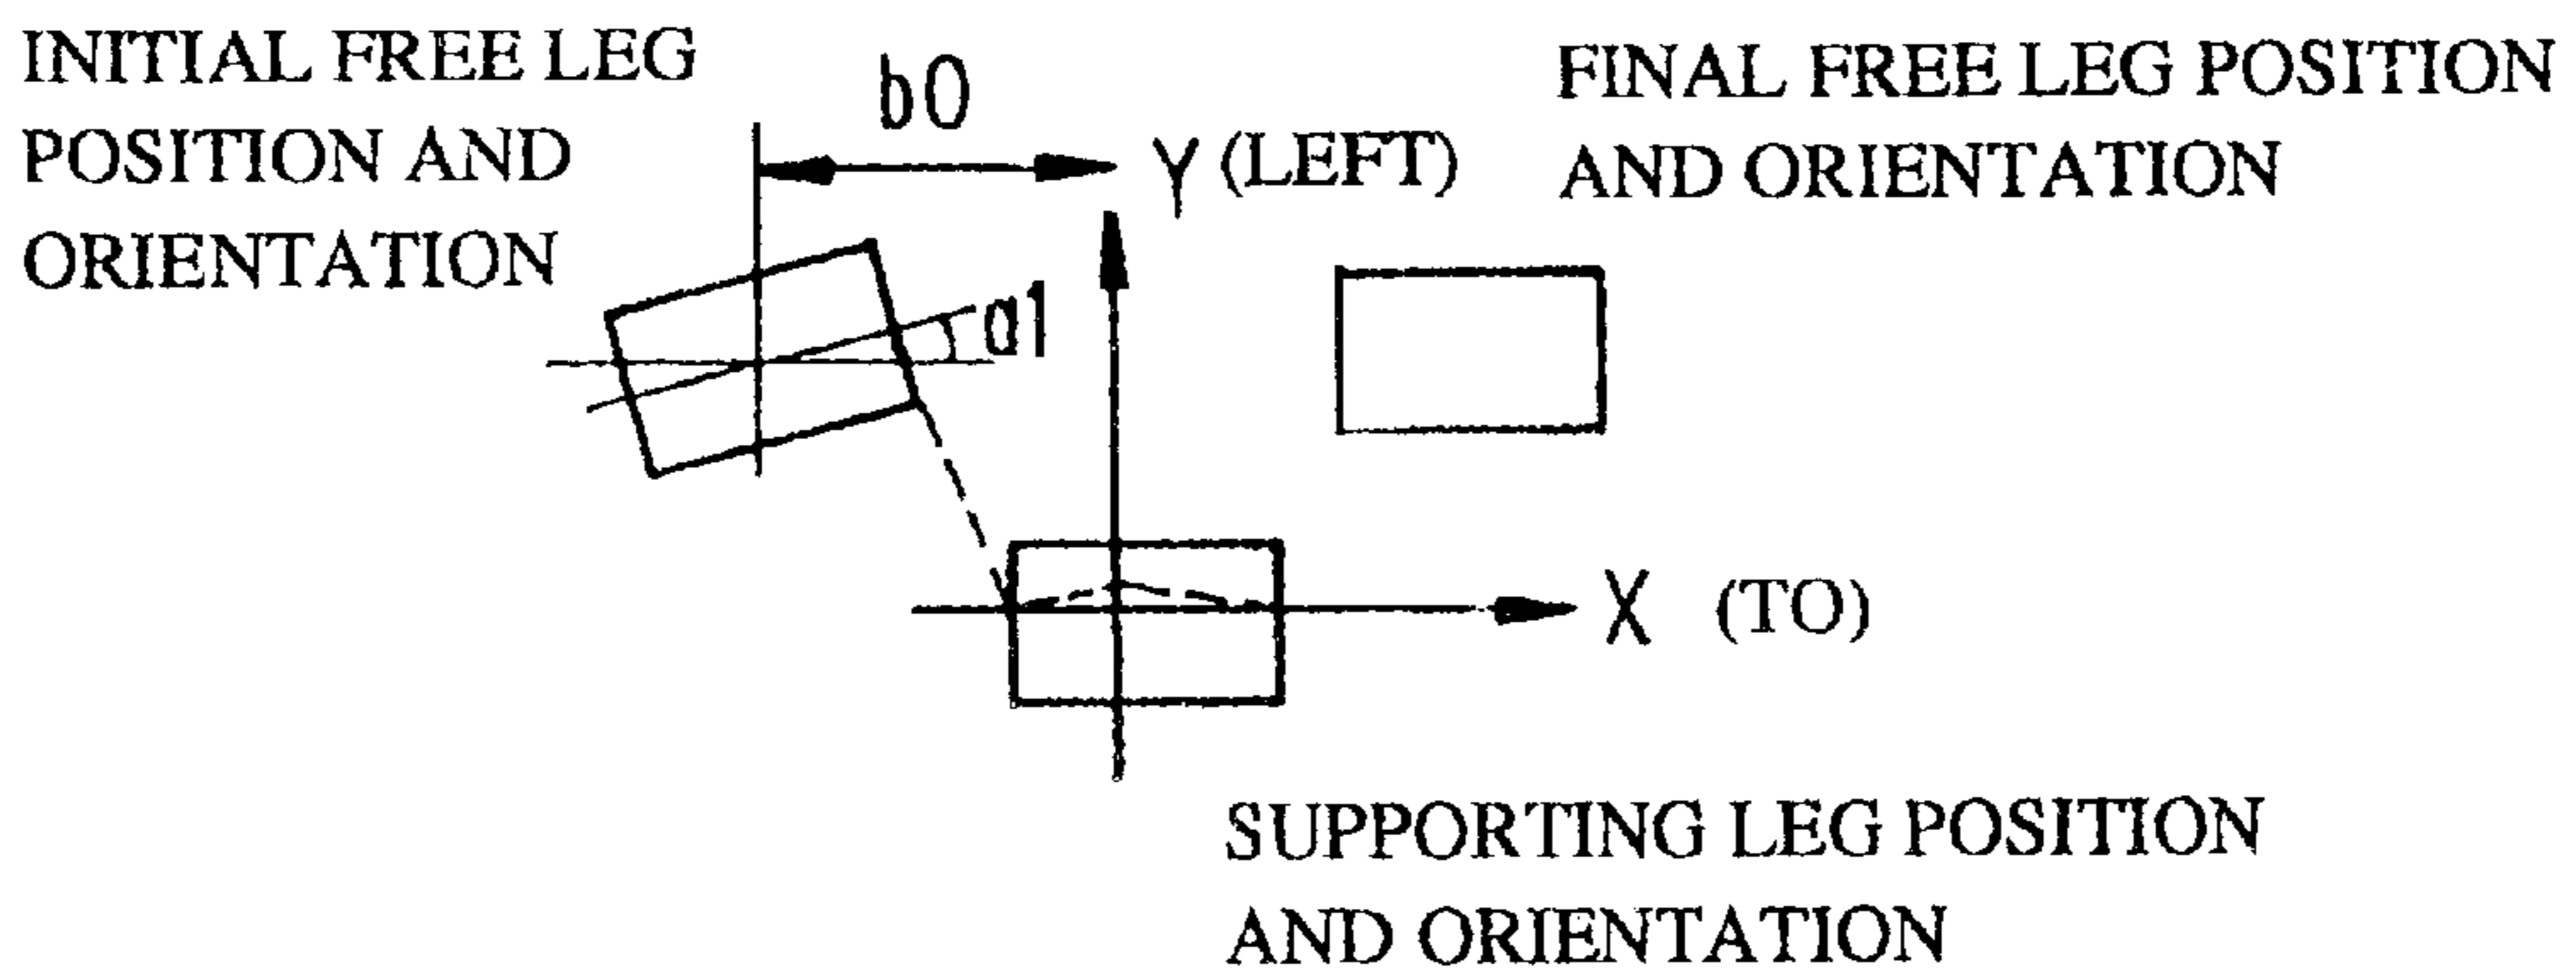 INITIAL FREE LEG
POSITION AND
ORIENTATION
b0
Y (LEFT)
FINAL FREE LEG POSITION
AND ORIENTATION
a1
X (TO)
SUPPORTING LEG POSITION
AND ORIENTATION